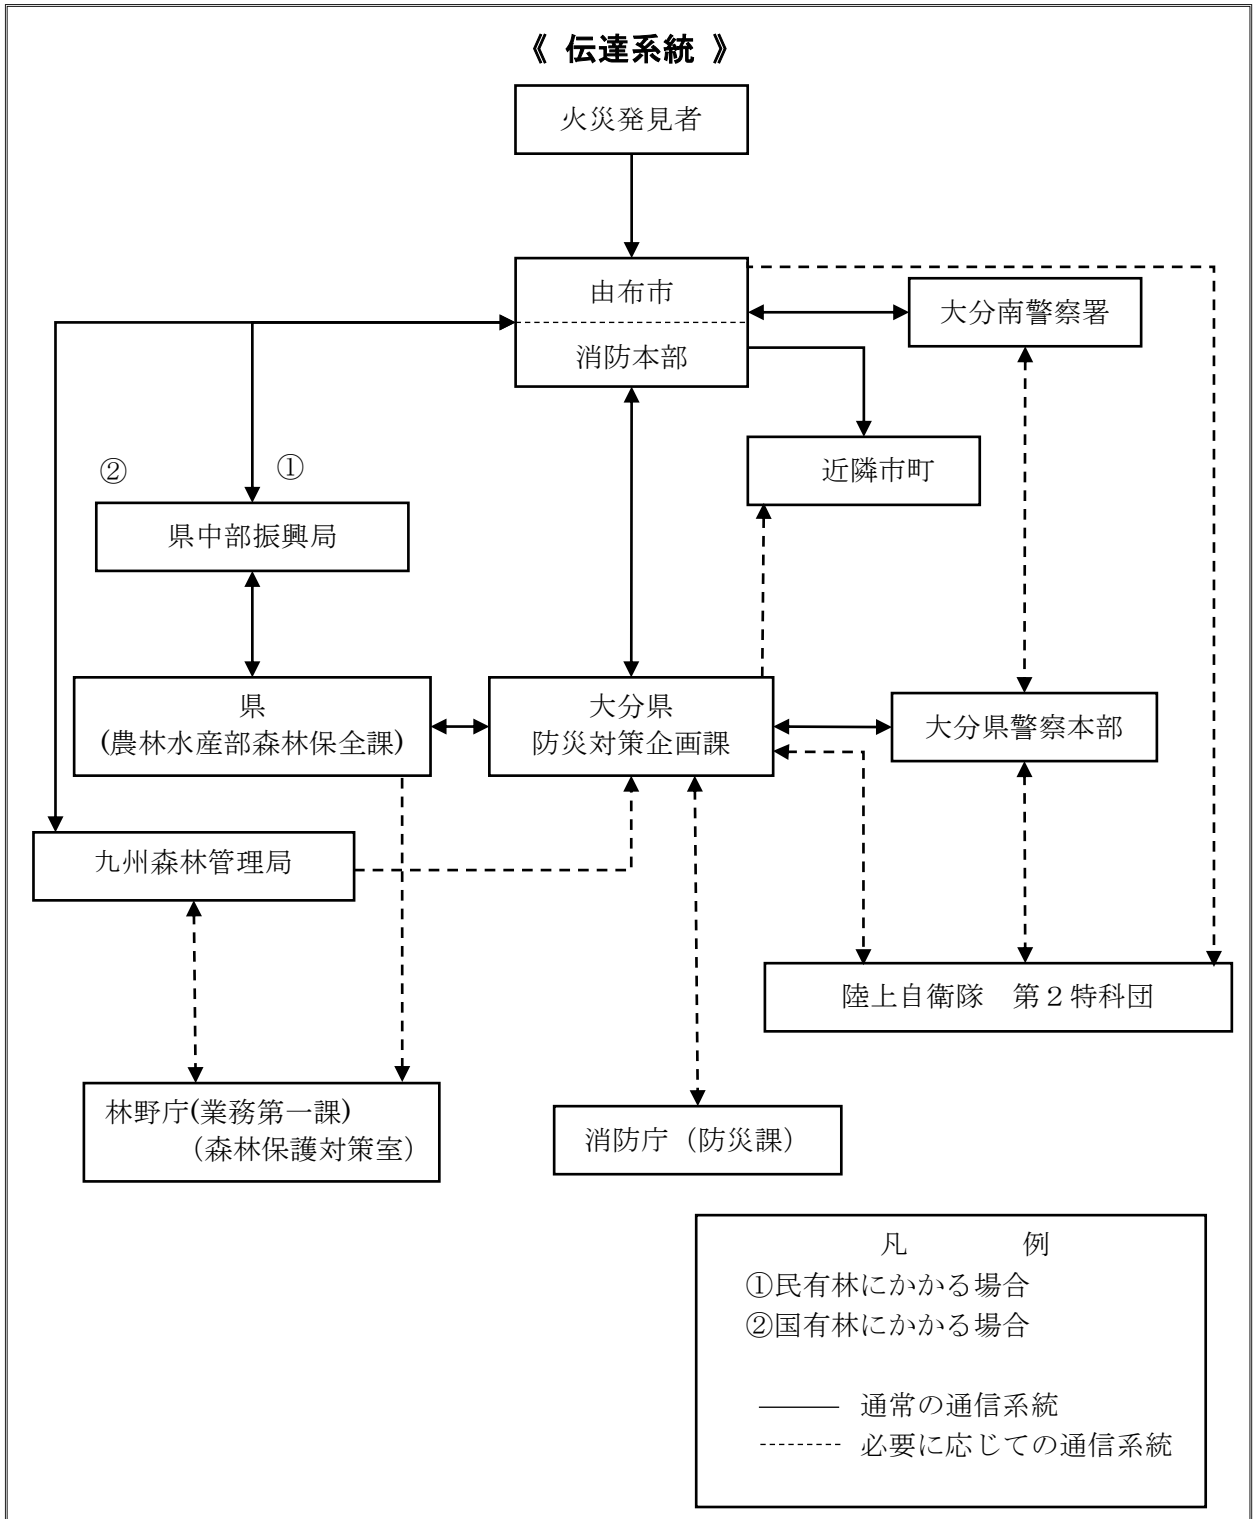 《 伝達系統 》
火災発見者
由布市
消防本部
大分南警察署
近隣市町
②
①
県中部振興局
県
(農林水産部森林保全課)
大分県
防災対策企画課
大分県警察本部
九州森林管理局
陸上自衛隊　第２特科団
林野庁(業務第一課)
（森林保護対策室）
消防庁（防災課）
凡　　　例
①民有林にかかる場合
②国有林にかかる場合
通常の通信系統
必要に応じての通信系統